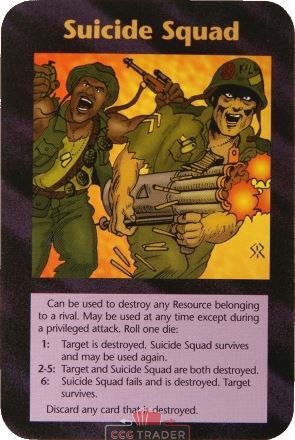 Suicide Squad
KILL
SR
Can be used to destroy any Resource belonging
to a rival. May be used at any time except during
a privileged attack. Roll one die:
1: Target is destroyed. Suicide Squad survives
and may be used again.
2-5: Target and Suicide Squad are both destroyed.
6: Suicide Squad fails and is destroyed. Target
survives.
Discard any card that is destroyed.
CCC TRADER